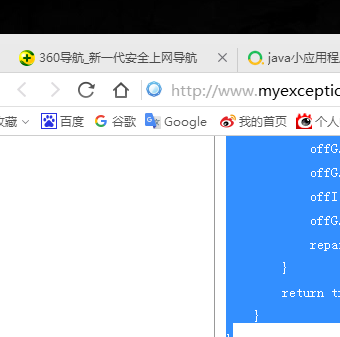 360导航_新一代安全上网导航
java小应用程
http://www.myexceptic
收藏 百度 谷歌 Google 我的首页 个人
offG
offG
offI
offG
repa
}
return tr
}
}